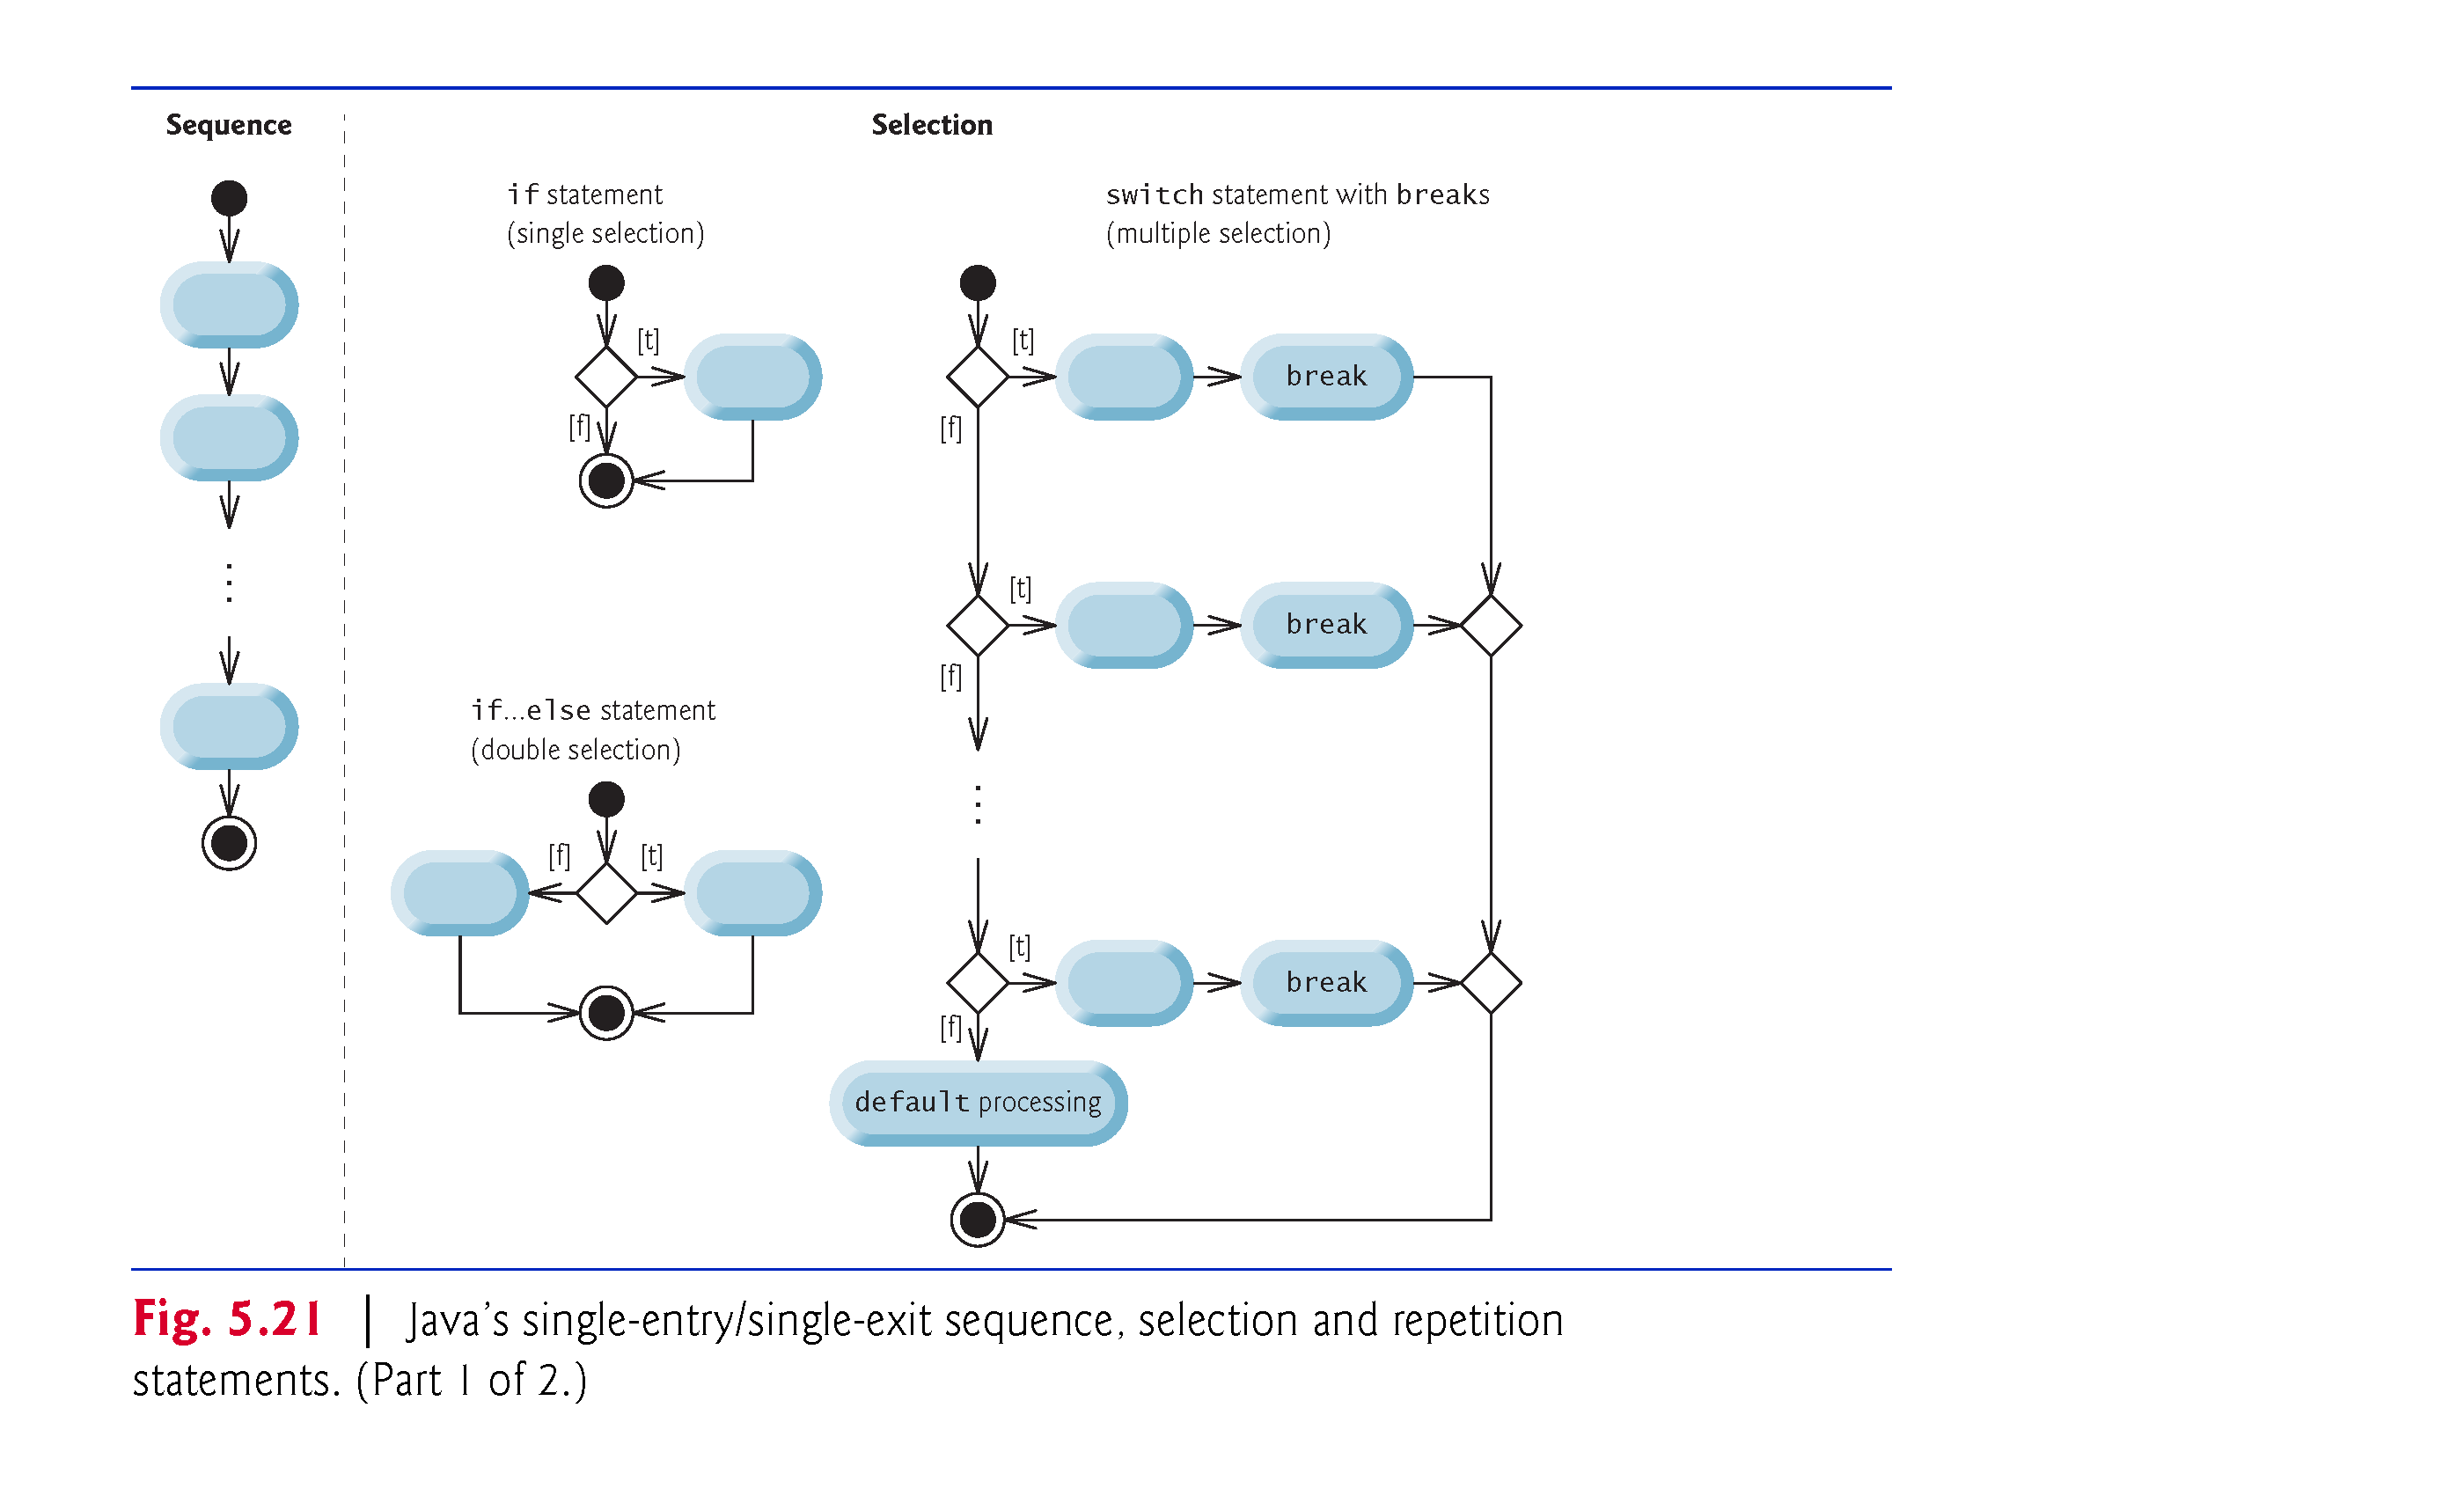 Sequence
Selection
if statement
(single selection)
[t]
[f]
if...else statement
(double selection)
[f]
[t]
switch statement with breaks
(multiple selection)
[t]
break
[f]
[t]
break
[f]
[t]
break
[f]
default processing
Fig. 5.21 | Java’s single-entry/single-exit sequence, selection and repetition
statements. (Part 1 of 2.)